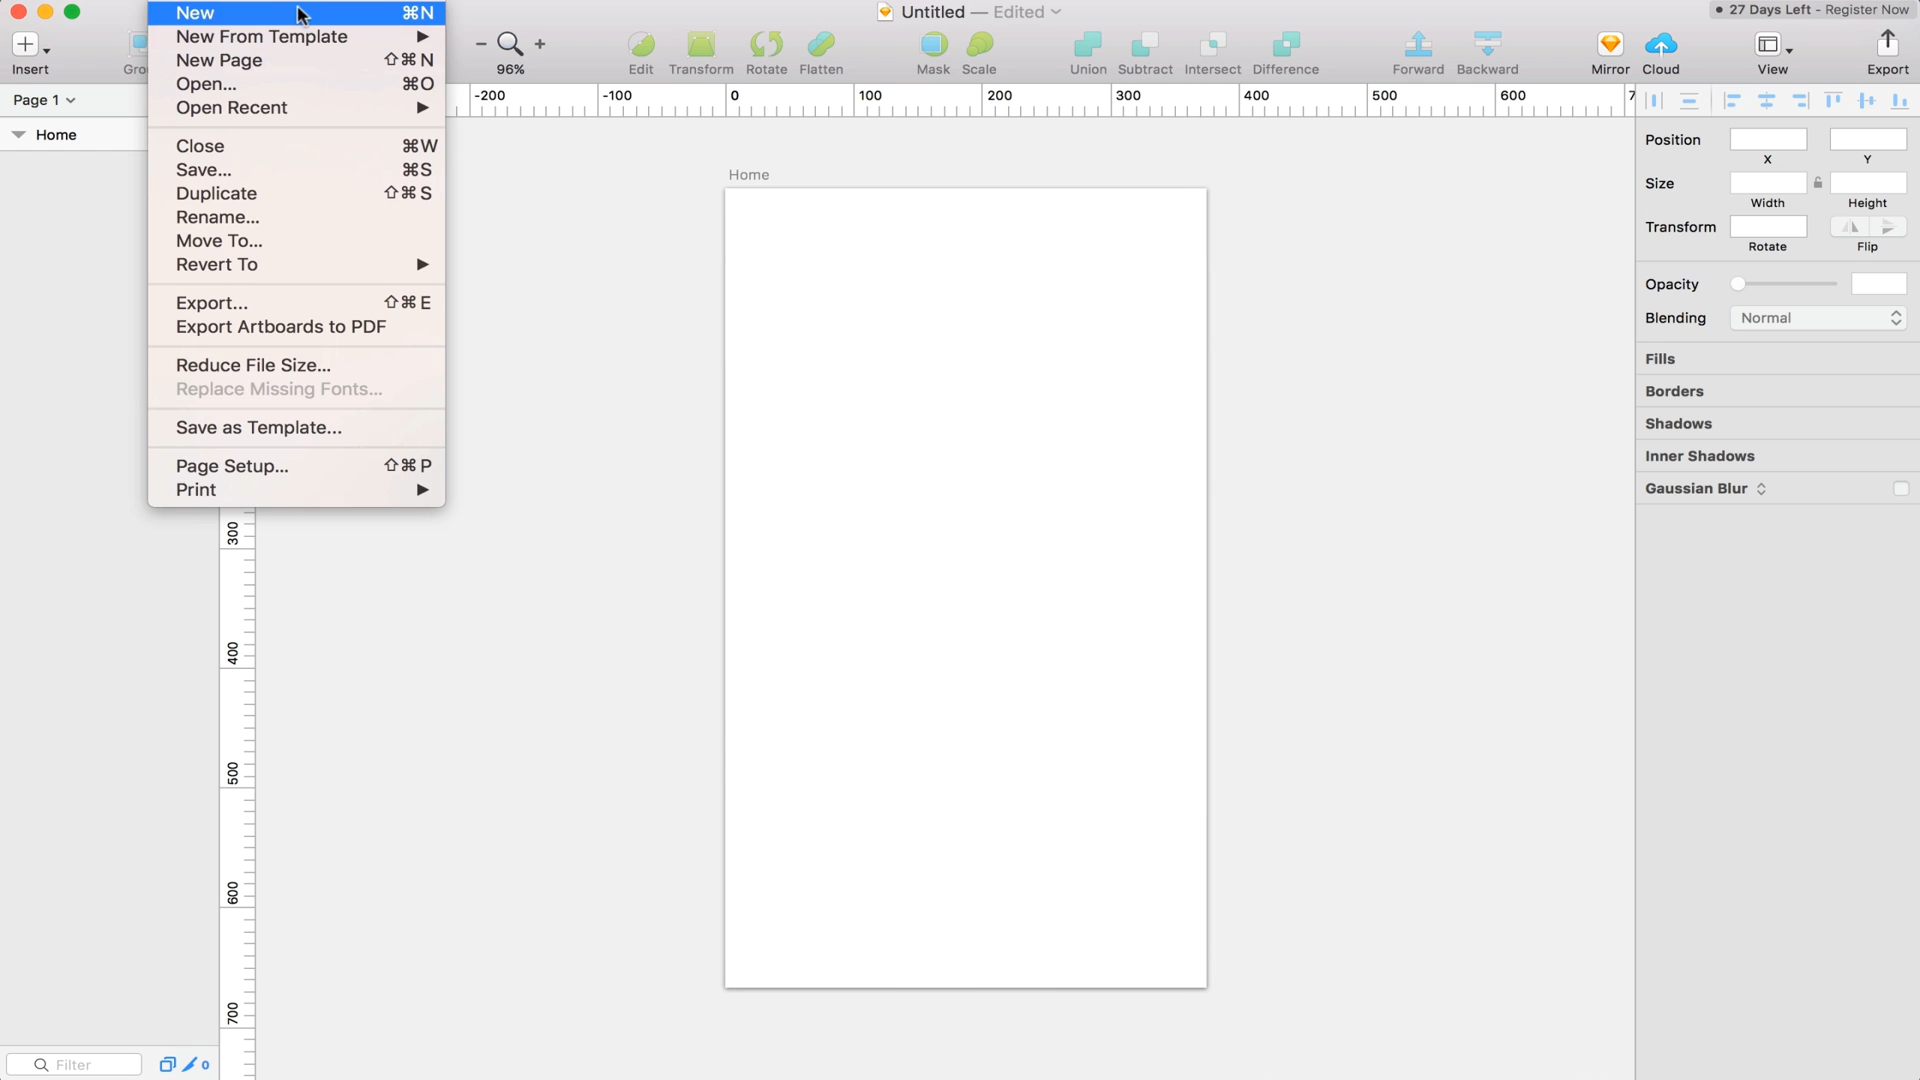 Untitled — Edited
27 Days Left - Register Now
New ⌘N
New From Template ▶
New Page ⇧⌘N
Open... ⌘O
Open Recent ▶
Close ⌘W
Save... ⌘S
Duplicate ⇧⌘S
Rename...
Move To...
Revert To ▶
Export... ⇧⌘E
Export Artboards to PDF
Reduce File Size...
Replace Missing Fonts...
Save as Template...
Page Setup... ⇧⌘P
Print ▶
Insert
Grou
96%
Edit
Transform
Rotate
Flatten
Mask
Scale
Union
Subtract
Intersect
Difference
Forward
Backward
Mirror
Cloud
View
Export
Page 1
Home
-200 -100 0 100 200 300 400 500 600 7
300
400
500
600
700
Home
Position
X
Y
Size
Width
Height
Transform
Rotate
Flip
Opacity
Blending
Normal
Fills
Borders
Shadows
Inner Shadows
Gaussian Blur
Filter
0